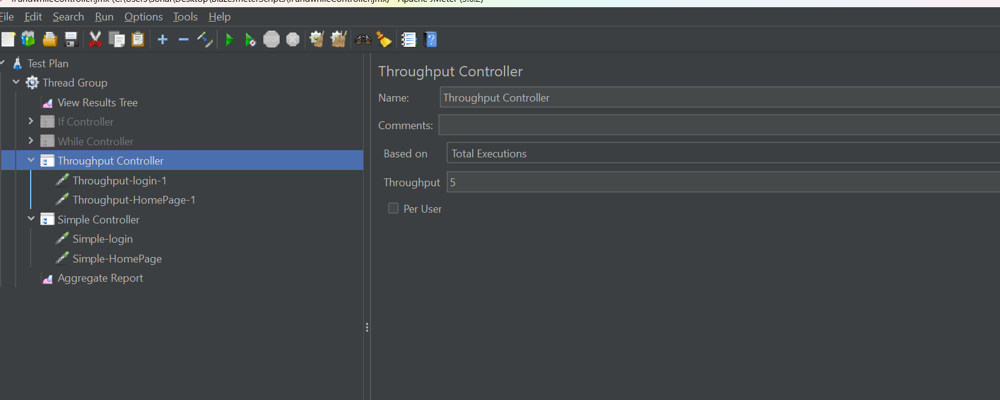 File Edit Search Run Options Tools Help
Test Plan
Thread Group
View Results Tree
If Controller
While Controller
Throughput Controller
Throughput-login-1
Throughput-HomePage-1
Simple Controller
Simple-login
Simple-HomePage
Aggregate Report
Throughput Controller
Name: Throughput Controller
Comments:
Based on Total Executions
Throughput 5
Per User